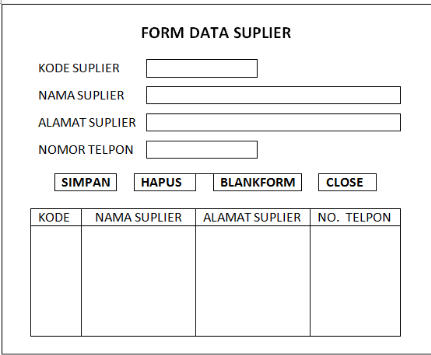 FORM DATA SUPLIER
KODE SUPLIER
NAMA SUPLIER
ALAMAT SUPLIER
NOMOR TELPON
SIMPAN HAPUS BLANKFORM CLOSE
KODE NAMA SUPLIER ALAMAT SUPLIER NO. TELPON